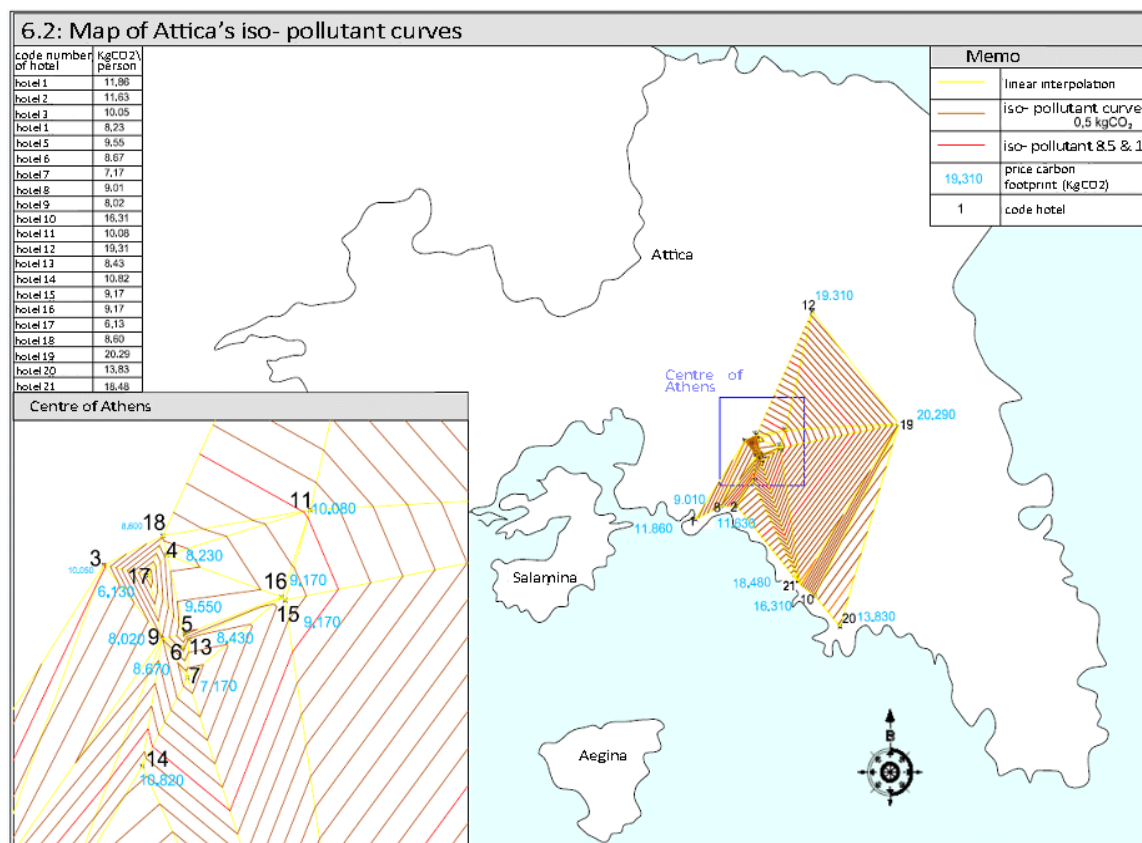 6.2: Map of Attica's iso- pollutant curves
code number of hotel KgCO2\ person
hotel 1 11,86
hotel 2 11,63
hotel 3 10.05
hotel 1 8,23
hotel 5 9,55
hotel 6 8.67
hotel 7 7,17
hotel 8 9,01
hotel 9 8,02
hotel 10 16,31
hotel 11 10,08
hotel 12 19,31
hotel 13 8,43
hotel 14 10,82
hotel 15 9,17
hotel 16 9,17
hotel 17 6,13
hotel 18 8,60
hotel 19 20.29
hotel 20 13,83
hotel 21 18,48
Memo
linear interpolation
iso- pollutant curve
0,5 kgCO₂
iso- pollutant 8.5 & 1
19,310 price carbon
footprint (KgCO2)
1 code hotel
Attica
12 19.310
Centre of
Athens
19 20,290
9.010
1 8 2
11.860 11.630
18,480 21
16,310 10
20 13,830
Salamina
Aegina
B
Centre of Athens
11 10,080
18 8,600
4 8,230
3 10,050
17 6,130
16 9,170
15 9,170
5 9,550
9 8,020
6 8,670
13 8,430
7 7,170
14 10,820